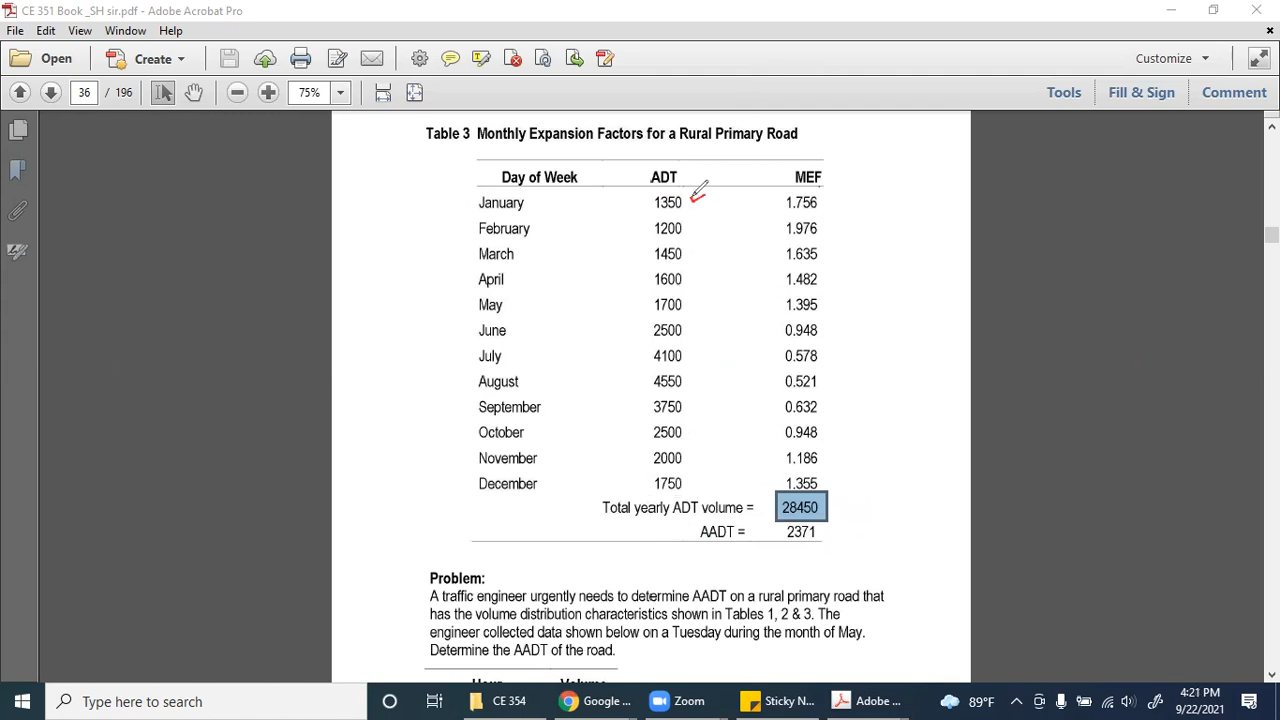 CE 351 Book _SH sir.pdf - Adobe Acrobat Pro
File Edit View Window Help
Open Create Customize
36 / 196 75% Tools Fill & Sign Comment
Table 3 Monthly Expansion Factors for a Rural Primary Road
Day of Week ADT MEF
January 1350 1.756
February 1200 1.976
March 1450 1.635
April 1600 1.482
May 1700 1.395
June 2500 0.948
July 4100 0.578
August 4550 0.521
September 3750 0.632
October 2500 0.948
November 2000 1.186
December 1750 1.355
Total yearly ADT volume = 28450
AADT = 2371
Problem:
A traffic engineer urgently needs to determine AADT on a rural primary road that
has the volume distribution characteristics shown in Tables 1, 2 & 3. The
engineer collected data shown below on a Tuesday during the month of May.
Determine the AADT of the road.
Hour Volume
Type here to search CE 354 Google ... Zoom Sticky N... Adobe ... 89°F 4:21 PM
9/22/2021